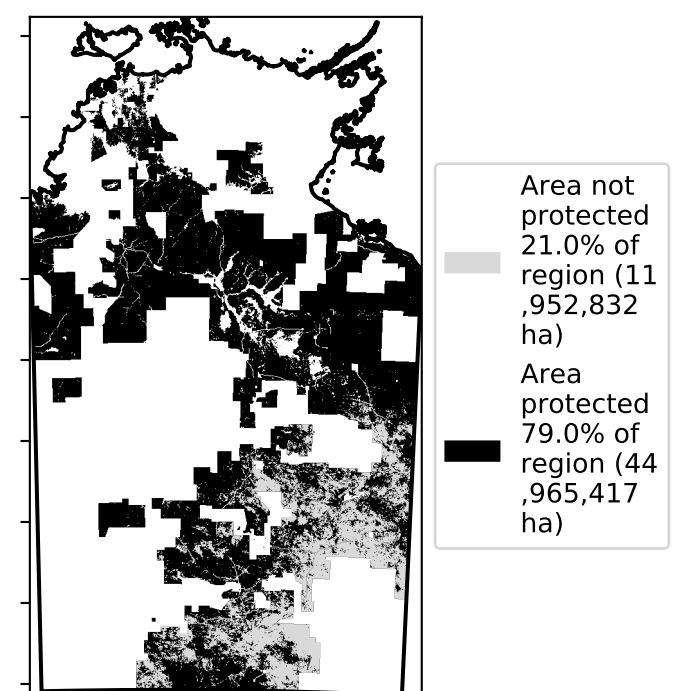 Area not
protected
21.0% of
region (11
,952,832
ha)
Area
protected
79.0% of
region (44
,965,417
ha)